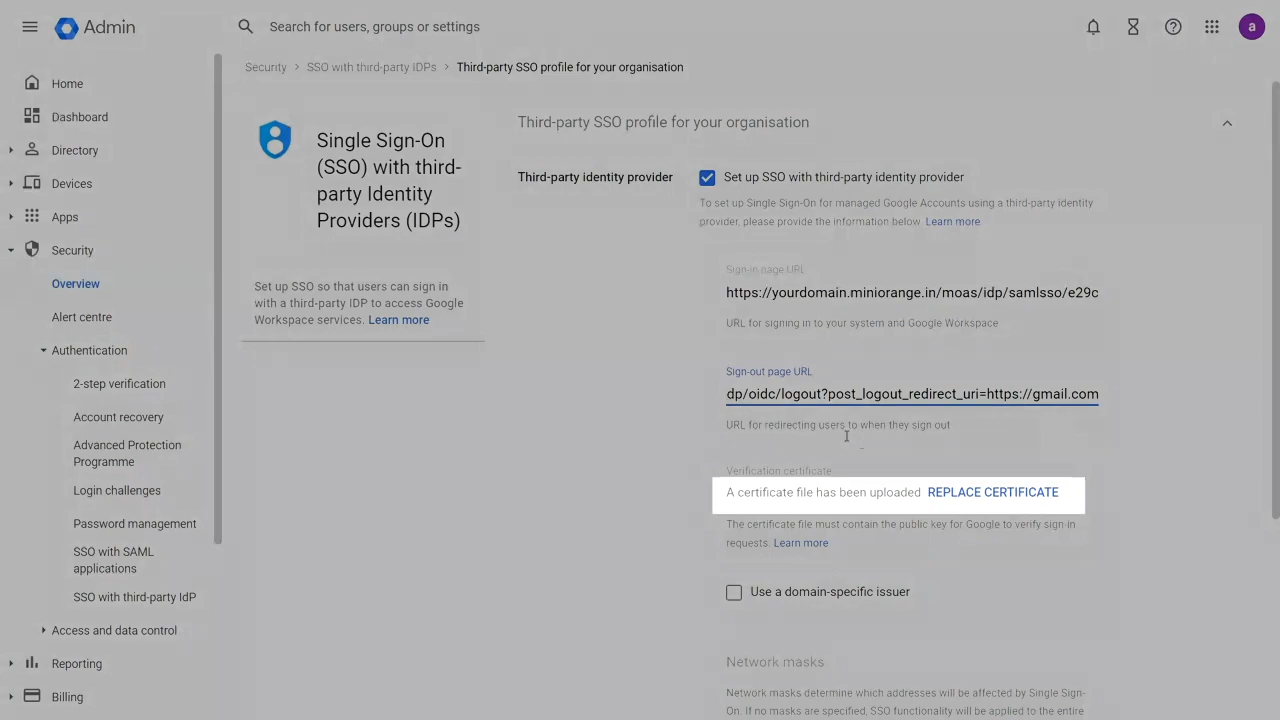 Admin
Search for users, groups or settings
a
Home
Dashboard
Directory
Devices
Apps
Security
Overview
Alert centre
Authentication
2-step verification
Account recovery
Advanced Protection
Programme
Login challenges
Password management
SSO with SAML
applications
SSO with third-party IdP
Access and data control
Reporting
Billing
Security > SSO with third-party IDPs > Third-party SSO profile for your organisation
Single Sign-On
(SSO) with third-
party Identity
Providers (IDPs)
Set up SSO so that users can sign in
with a third-party IDP to access Google
Workspace services. Learn more
Third-party SSO profile for your organisation
Third-party identity provider
Set up SSO with third-party identity provider
To set up Single Sign-On for managed Google Accounts using a third-party identity
provider, please provide the information below. Learn more
Sign-in page URL
https://yourdomain.miniorange.in/moas/idp/samlsso/e29c
URL for signing in to your system and Google Workspace
Sign-out page URL
dp/oidc/logout?post_logout_redirect_uri=https://gmail.com
URL for redirecting users to when they sign out
Verification certificate
A certificate file has been uploaded REPLACE CERTIFICATE
The certificate file must contain the public key for Google to verify sign-in
requests. Learn more
Use a domain-specific issuer
Network masks
Network masks determine which addresses will be affected by Single Sign-
On. If no masks are specified, SSO functionality will be applied to the entire